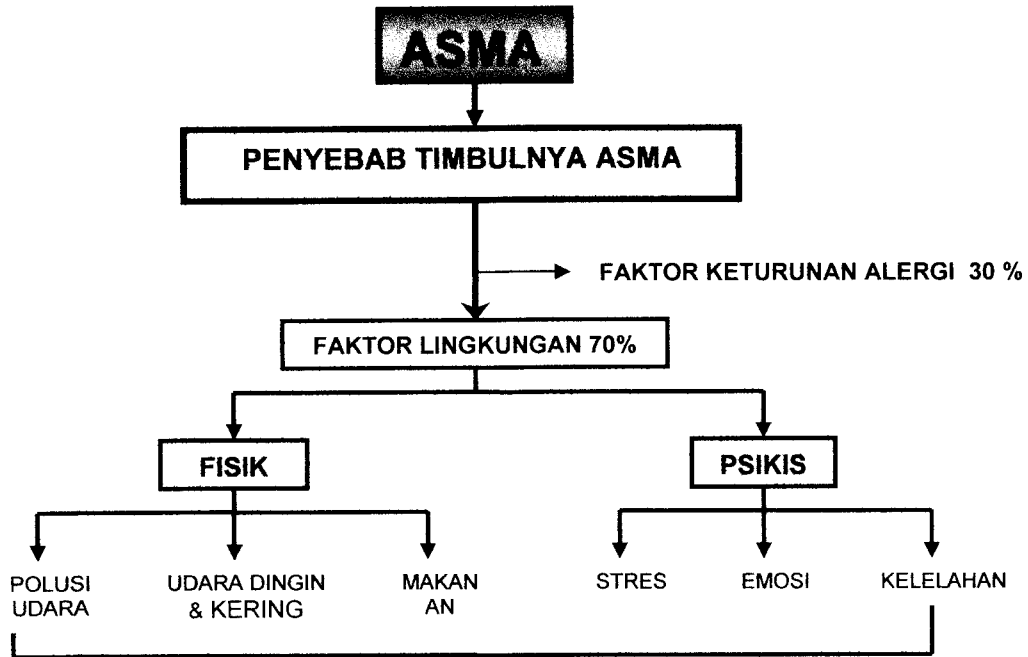 ASMA
PENYEBAB TIMBULNYA ASMA
FAKTOR KETURUNAN ALERGI 30 %
FAKTOR LINGKUNGAN 70%
FISIK
PSIKIS
POLUSI
UDARA
UDARA DINGIN
& KERING
MAKAN
AN
STRES
EMOSI
KELELAHAN